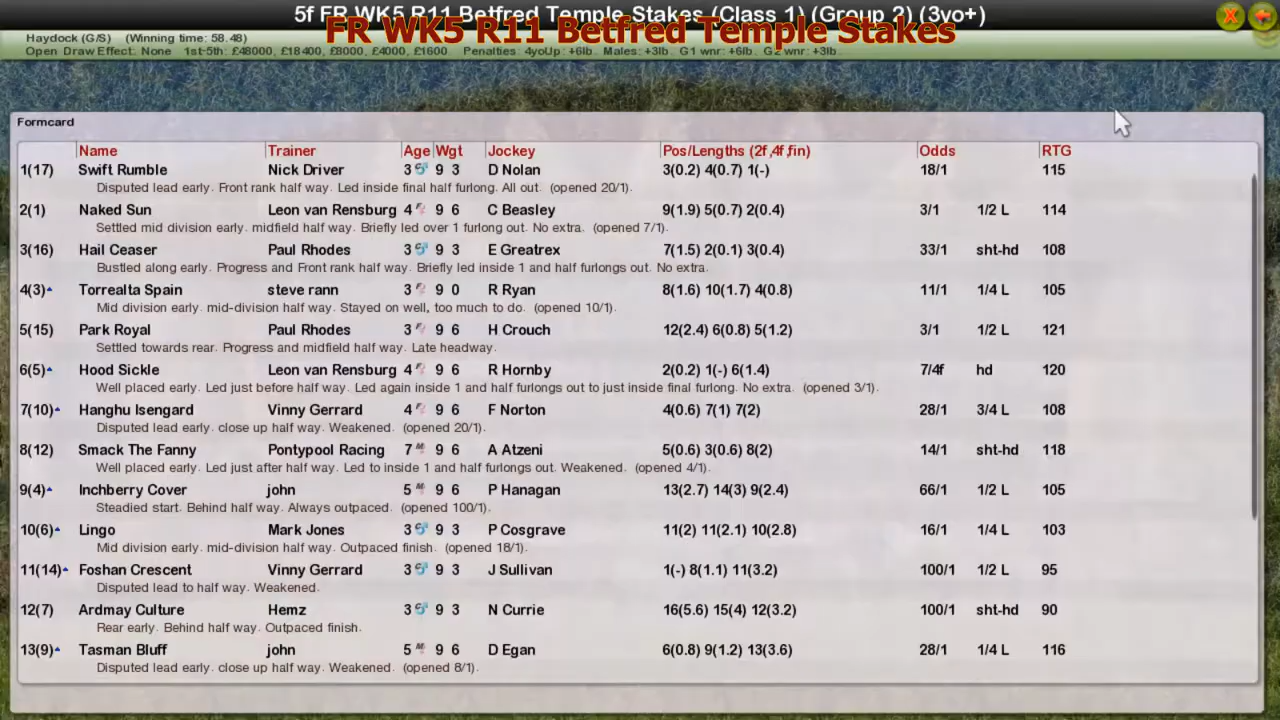 5f FR WK5 R11 Betfred Temple Stakes (Class 1) (Group 2) (3yo+)
FR WK5 R11 Betfred Temple Stakes
Haydock (G/S) (Winning time: 58.48)
Open Draw Effect: None 1st-5th: £48000, £18400, £8000, £4000, £1600 Penalties: 4yoUp: +6lb.. Males: +3lb. G1 wnr: +6lb. G2 wnr: +3lb.
Formcard
Name Trainer Age Wgt Jockey Pos/Lengths (2f,4f,fin) Odds RTG
1(17) Swift Rumble Nick Driver 3 9 3 D Nolan 3(0.2) 4(0.7) 1(-) 18/1 115
Disputed lead early. Front rank half way. Led inside final half furlong. All out. (opened 20/1).
2(1) Naked Sun Leon van Rensburg 4 9 6 C Beasley 9(1.9) 5(0.7) 2(0.4) 3/1 1/2 L 114
Settled mid division early. midfield half way. Briefly led over 1 furlong out. No extra. (opened 7/1).
3(16) Hail Ceaser Paul Rhodes 3 9 3 E Greatrex 7(1.5) 2(0.1) 3(0.4) 33/1 sht-hd 108
Bustled along early. Progress and Front rank half way. Briefly led inside 1 and half furlongs out. No extra.
4(3) Torrealta Spain steve rann 3 9 0 R Ryan 8(1.6) 10(1.7) 4(0.8) 11/1 1/4 L 105
Mid division early. mid-division half way. Stayed on well, too much to do. (opened 10/1).
5(15) Park Royal Paul Rhodes 3 9 6 H Crouch 12(2.4) 6(0.8) 5(1.2) 3/1 1/2 L 121
Settled towards rear. Progress and midfield half way. Late headway.
6(5) Hood Sickle Leon van Rensburg 4 9 6 R Hornby 2(0.2) 1(-) 6(1.4) 7/4f hd 120
Well placed early. Led just before half way. Led again inside 1 and half furlongs out to just inside final furlong. No extra. (opened 3/1).
7(10) Hanghu Isengard Vinny Gerrard 4 9 6 F Norton 4(0.6) 7(1) 7(2) 28/1 3/4 L 108
Disputed lead early. close up half way. Weakened. (opened 20/1).
8(12) Smack The Fanny Pontypool Racing 7 9 6 A Atzeni 5(0.6) 3(0.6) 8(2) 14/1 sht-hd 118
Well placed early. Led just after half way. Led to inside 1 and half furlongs out. Weakened. (opened 4/1).
9(4) Inchberry Cover john 5 9 6 P Hanagan 13(2.7) 14(3) 9(2.4) 66/1 1/2 L 105
Steadied start. Behind half way. Always outpaced. (opened 100/1).
10(6) Lingo Mark Jones 3 9 3 P Cosgrave 11(2) 11(2.1) 10(2.8) 16/1 1/4 L 103
Mid division early. mid-division half way. Outpaced finish. (opened 18/1).
11(14) Foshan Crescent Vinny Gerrard 3 9 3 J Sullivan 1(-) 8(1.1) 11(3.2) 100/1 1/2 L 95
Disputed lead to half way. Weakened.
12(7) Ardmay Culture Hemz 3 9 3 N Currie 16(5.6) 15(4) 12(3.2) 100/1 sht-hd 90
Rear early. Behind half way. Outpaced finish.
13(9) Tasman Bluff john 5 9 6 D Egan 6(0.8) 9(1.2) 13(3.6) 28/1 1/4 L 116
Disputed lead early. close up half way. Weakened. (opened 8/1).